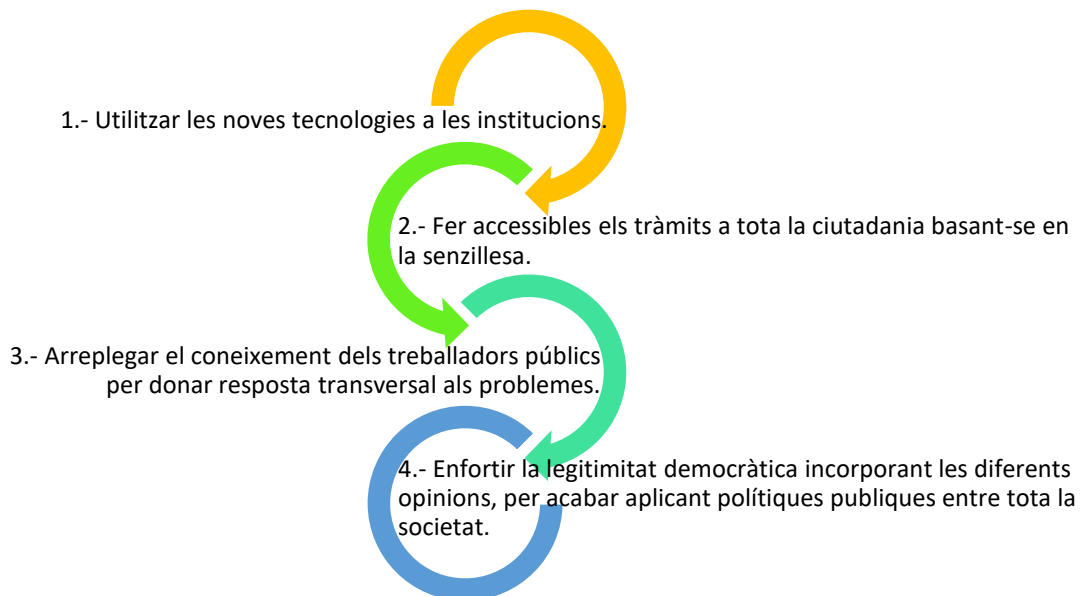 1.- Utilitzar les noves tecnologies a les institucions.
2.- Fer accessibles els tràmits a tota la ciutadania basant-se en
la senzillesa.
3.- Arreplegar el coneixement dels treballadors públics
per donar resposta transversal als problemes.
4.- Enfortir la legitimitat democràtica incorporant les diferents
opinions, per acabar aplicant polítiques publiques entre tota la
societat.